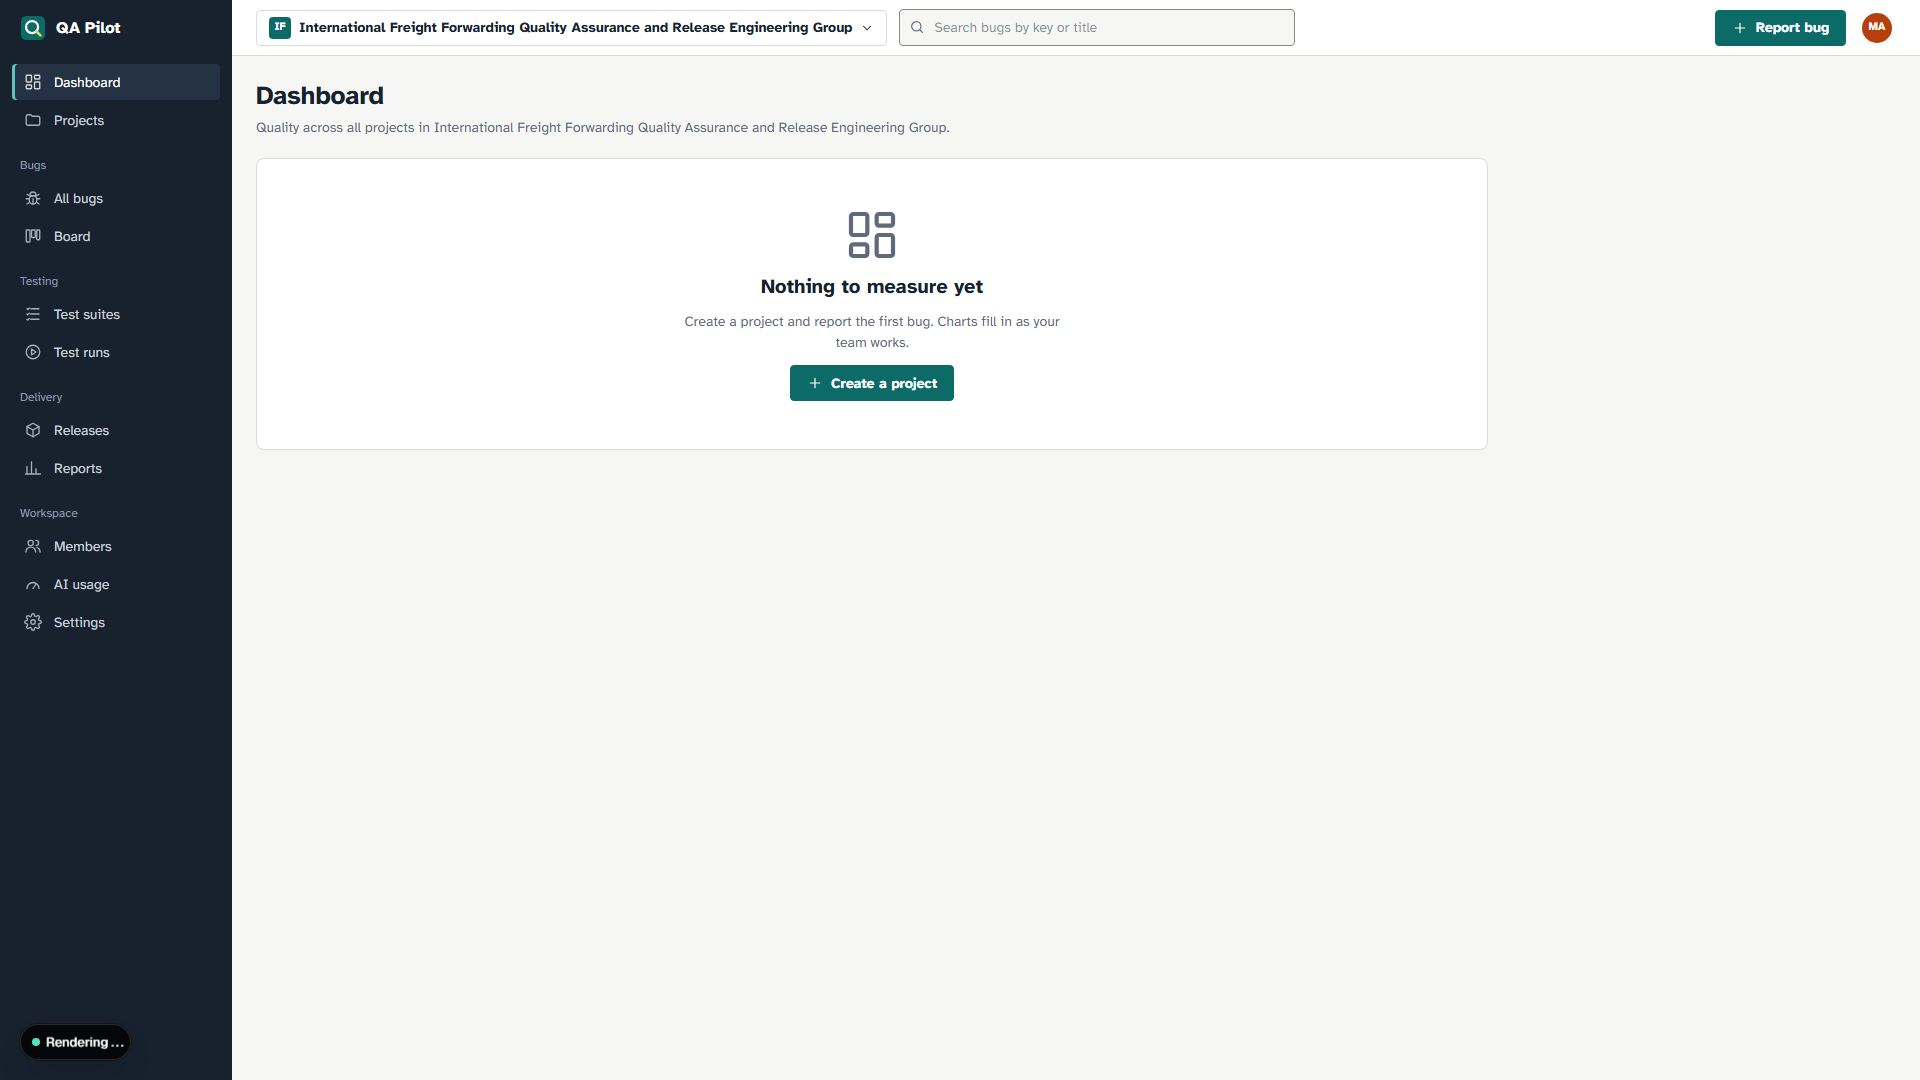 QA Pilot
IF International Freight Forwarding Quality Assurance and Release Engineering Group
Search bugs by key or title
+ Report bug
MA
Dashboard
Projects
Bugs
All bugs
Board
Testing
Test suites
Test runs
Delivery
Releases
Reports
Workspace
Members
AI usage
Settings
Rendering ...
Dashboard
Quality across all projects in International Freight Forwarding Quality Assurance and Release Engineering Group.
Nothing to measure yet
Create a project and report the first bug. Charts fill in as your
team works.
+ Create a project